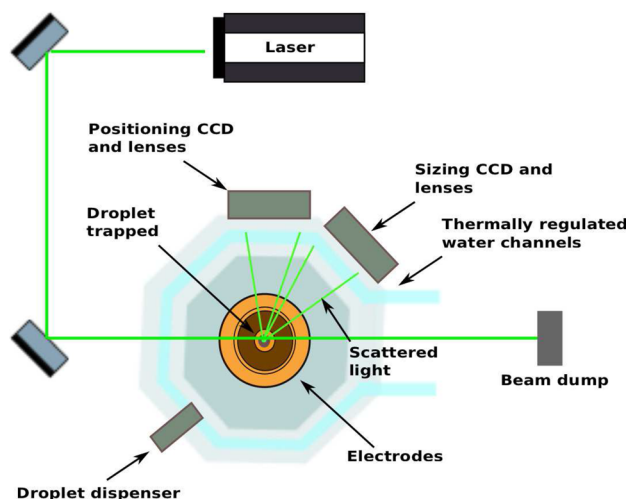 Laser
Positioning CCD
and lenses
Sizing CCD and
lenses
Droplet
trapped
Thermally regulated
water channels
Scattered
light
Beam dump
Electrodes
Droplet dispenser